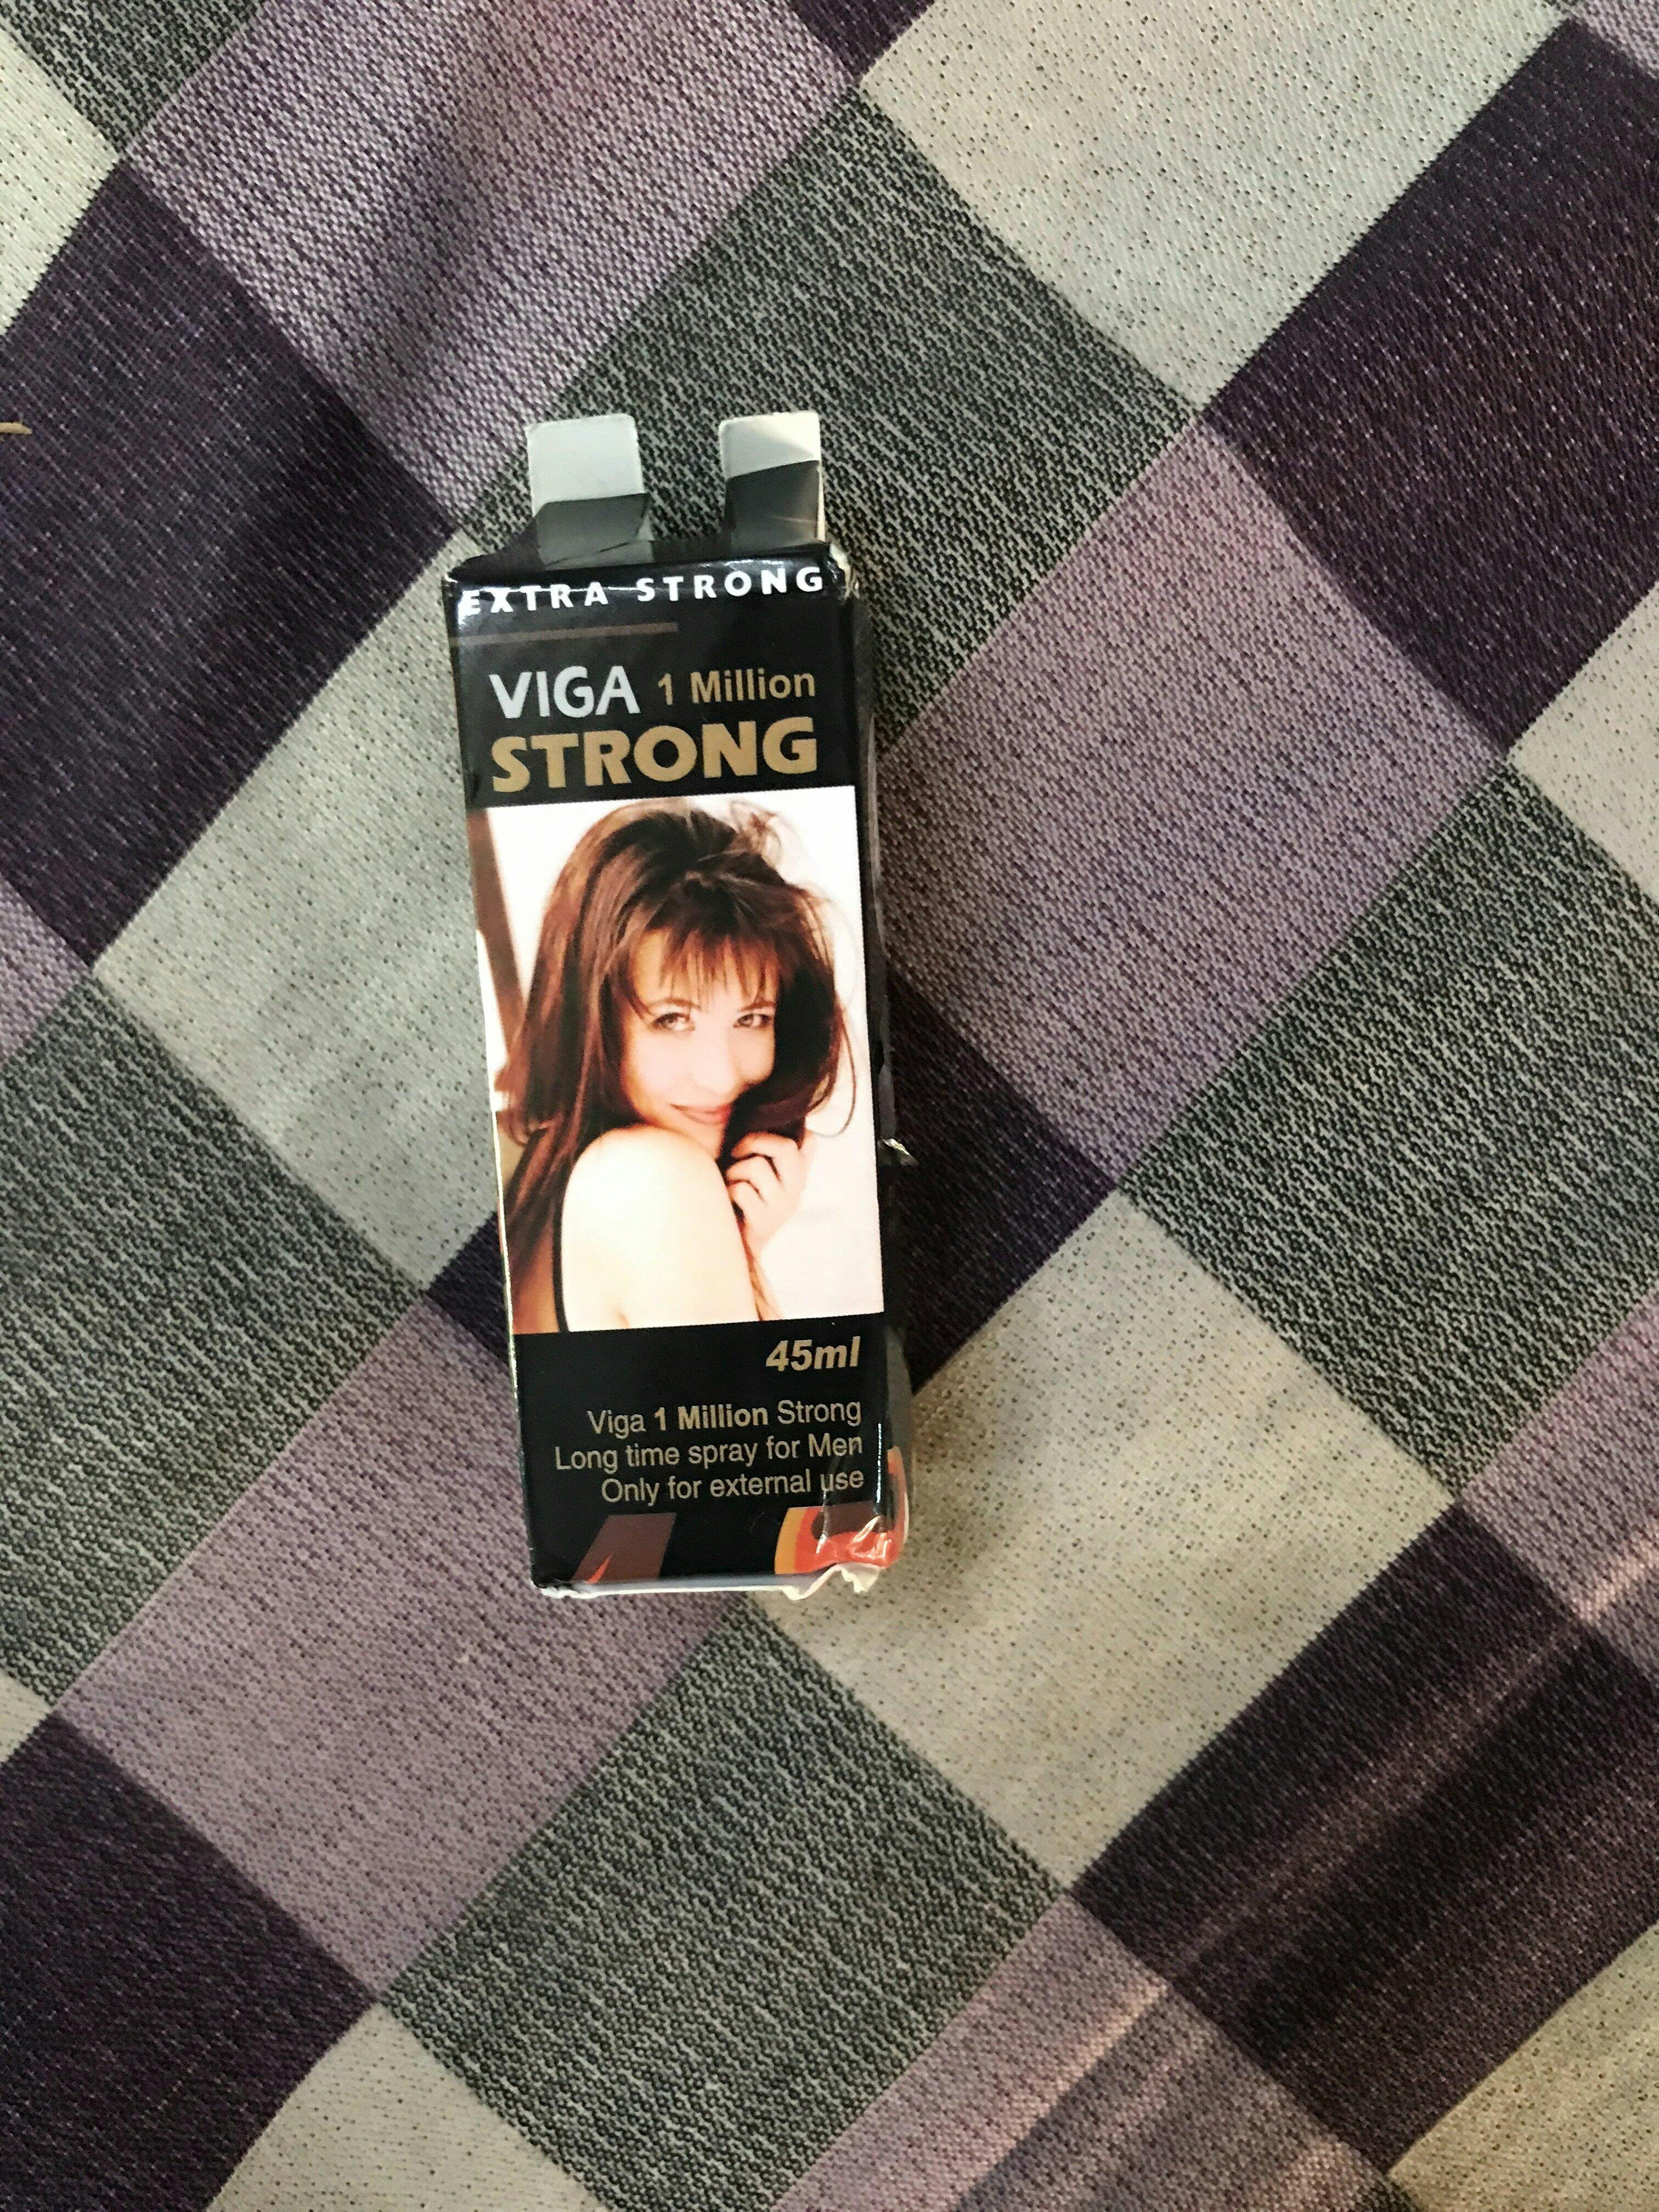 EXTRA STRONG
VIGA 1 Million
STRONG
45ml
Viga 1 Million Strong
Long time spray for Men
Only for external use